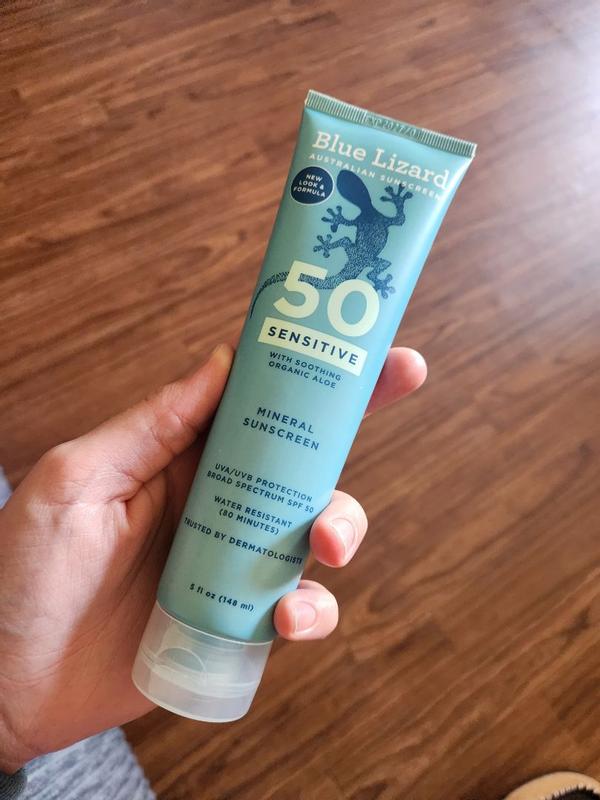 Blue Lizard
AUSTRALIAN SUNSCREEN
NEW
LOOK &
FORMULA
50
SENSITIVE
WITH SOOTHING
ORGANIC ALOE
MINERAL
SUNSCREEN
UVA/UVB PROTECTION
BROAD SPECTRUM SPF 50
WATER RESISTANT
(80 MINUTES)
TRUSTED BY DERMATOLOGISTS
5 fl oz (148 ml)